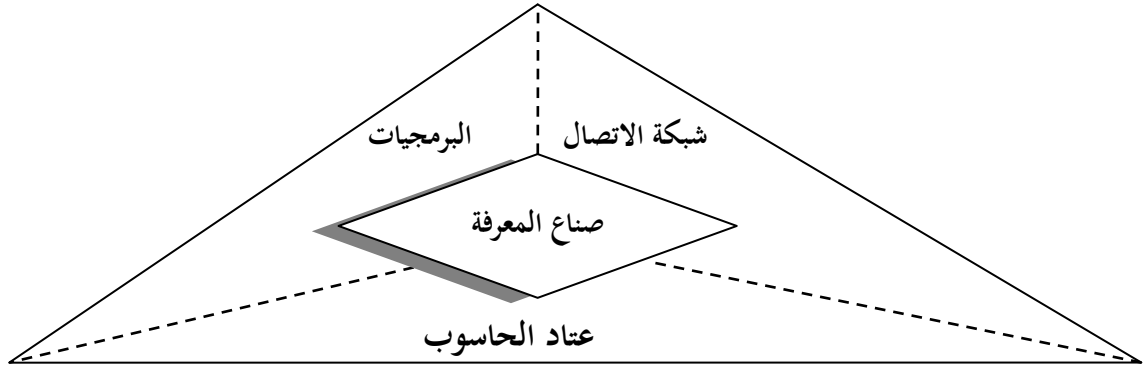 شبكة الاتصال
البرمجيات
صناع المعرفة
عتاد الحاسوب